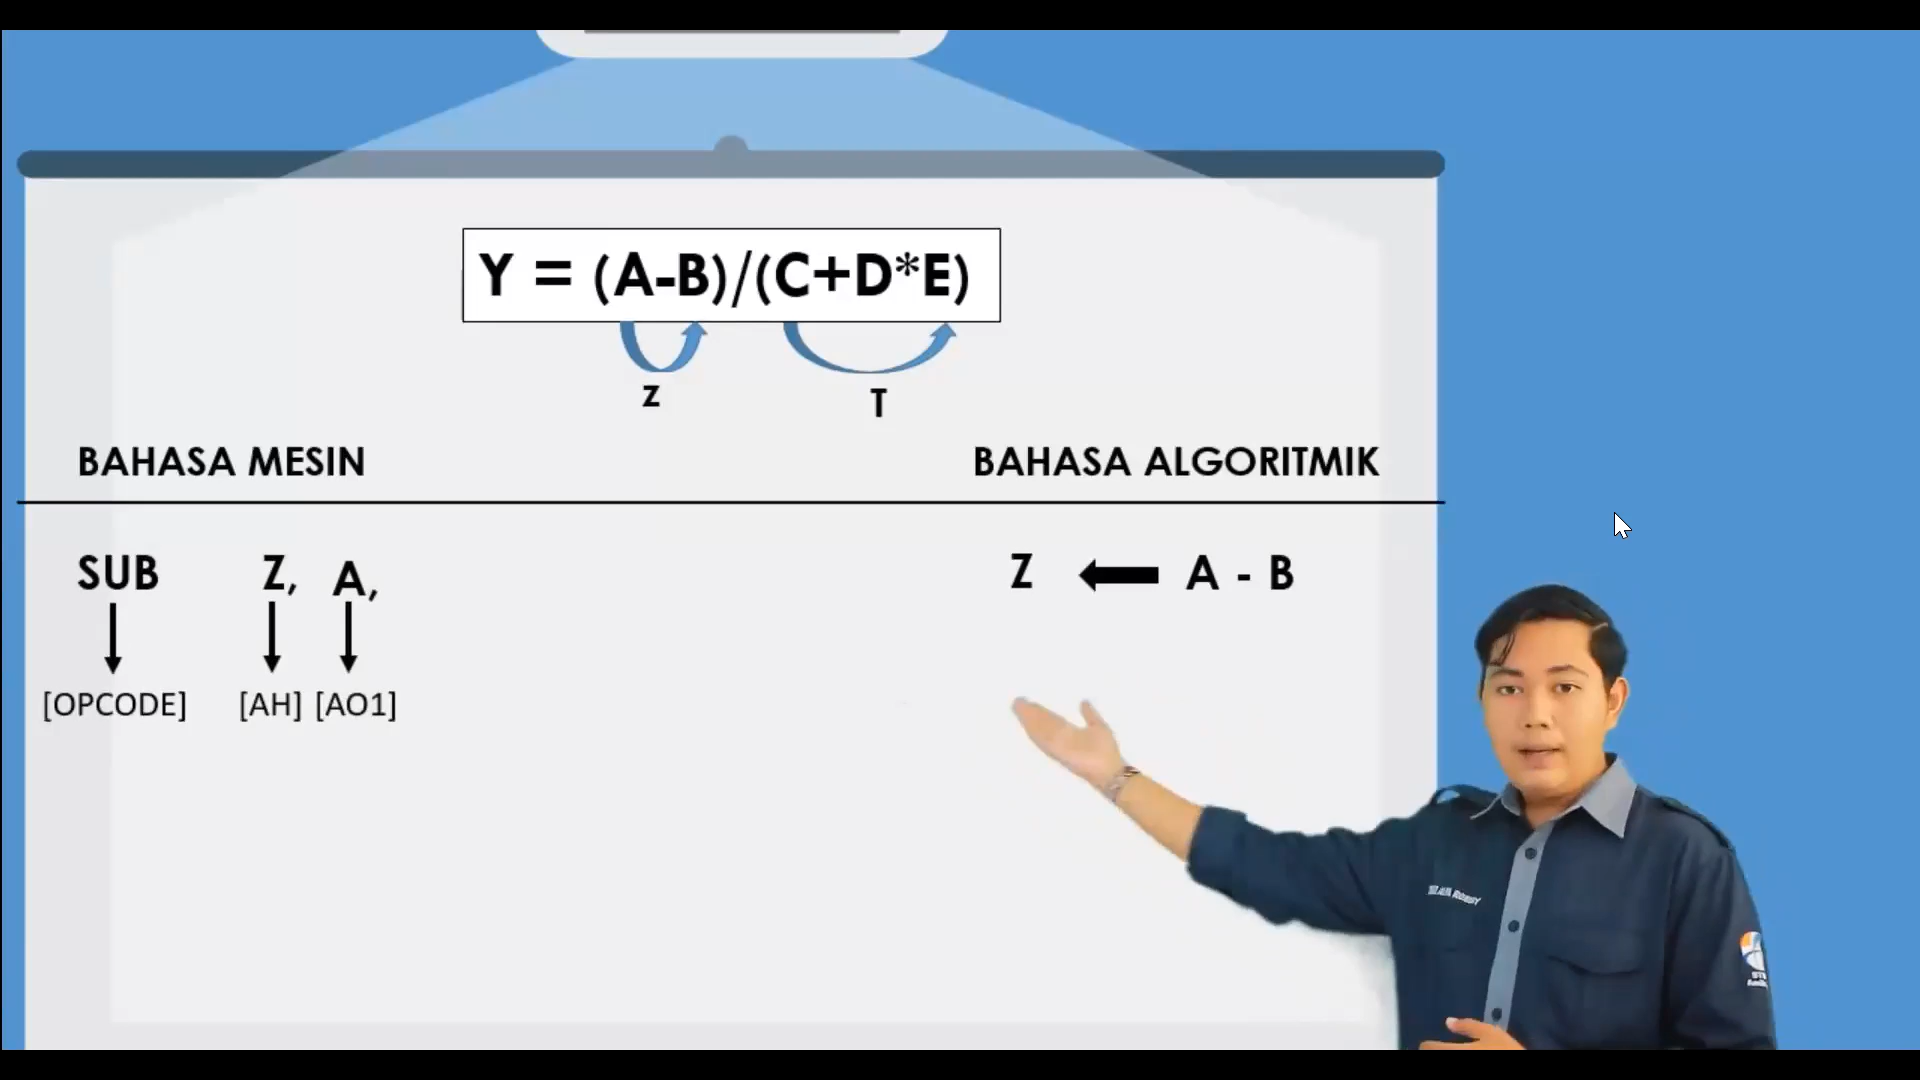 Y = (A-B)/(C+D*E)
Z T
BAHASA MESIN BAHASA ALGORITMIK
SUB Z, A, Z A - B
[OPCODE] [AH] [AO1]